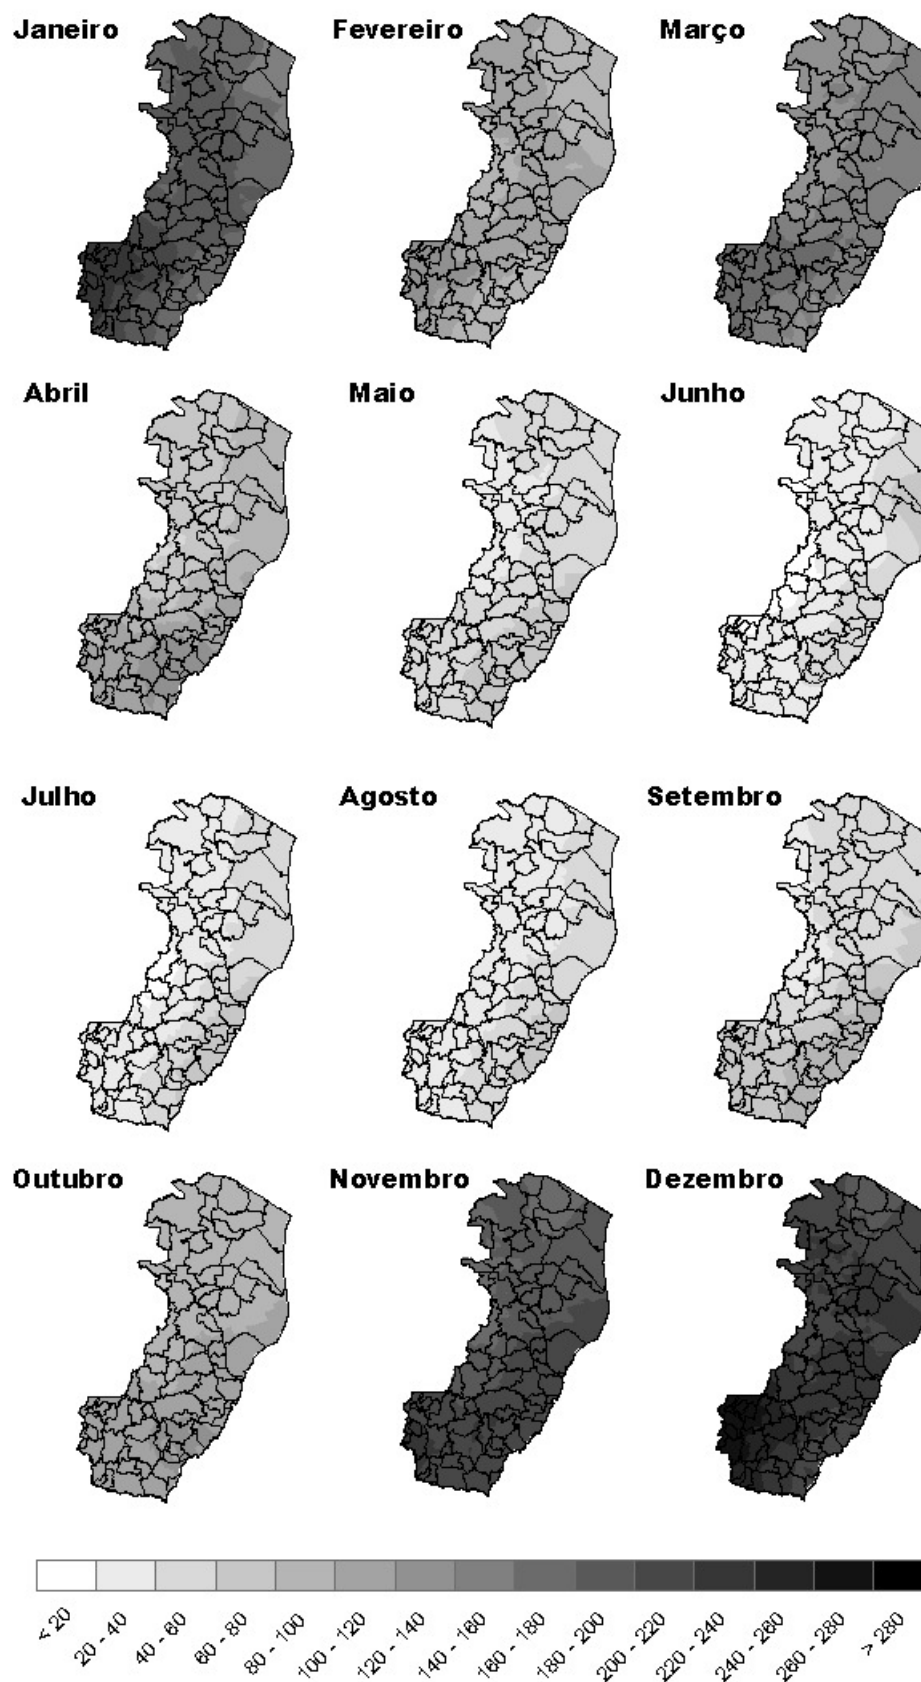 Janeiro
Fevereiro
Março
Abril
Maio
Junho
Julho
Agosto
Setembro
Outubro
Novembro
Dezembro
< 20
20 - 40
40 - 60
60 - 80
80 - 100
100 - 120
120 - 140
140 - 160
160 - 180
180 - 200
200 - 220
220 - 240
240 - 260
260 - 280
> 280